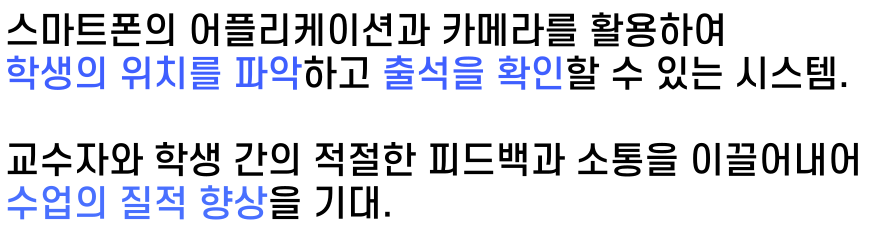 스마트폰의 어플리케이션과 카메라를 활용하여
학생의 위치를 파악하고 출석을 확인할 수 있는 시스템.
교수자와 학생 간의 적절한 피드백과 소통을 이끌어내어
수업의 질적 향상을 기대.